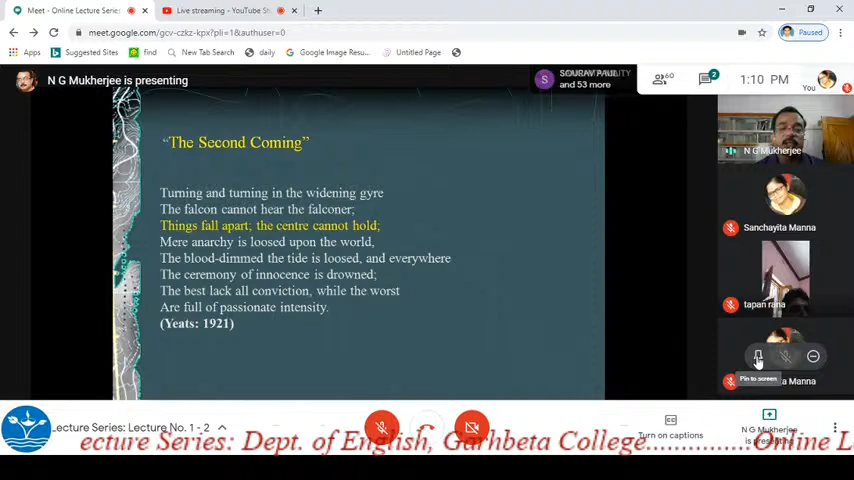 Meet - Online Lecture Series:
Live streaming - YouTube
meet.google.com/gcv-czkz-kpx?pli=1&authuser=0
Paused
Apps
Suggested Sites
find
New Tab Search
daily
Google Image Resu...
Untitled Page
N G Mukherjee is presenting
SOURAV PAUL
and 53 more
60
2
1:10 PM
You
"The Second Coming"
Turning and turning in the widening gyre
The falcon cannot hear the falconer;
Things fall apart; the centre cannot hold;
Mere anarchy is loosed upon the world,
The blood-dimmed the tide is loosed, and everywhere
The ceremony of innocence is drowned;
The best lack all conviction, while the worst
Are full of passionate intensity.
(Yeats: 1921)
N G Mukherjee
Sanchayita Manna
tapan rana
Pin to screen
ta Manna
Lecture Series: Lecture No. 1 - 2
Turn on captions
N G Mukherjee
is presenting
ecture Series: Dept. of English, Garhbeta College..............Online L